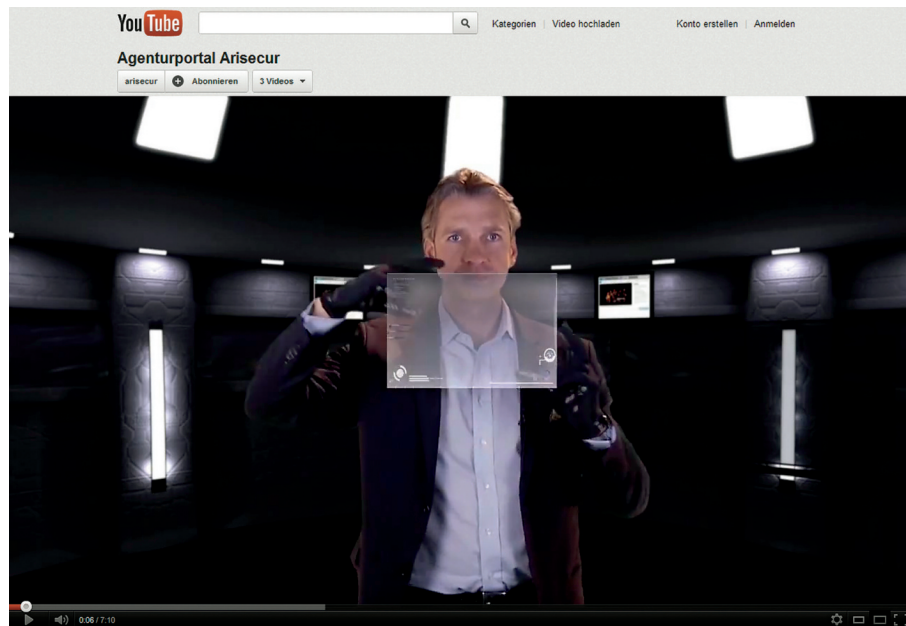 YouTube Kategorien | Video hochladen Konto erstellen | Anmelden
Agenturportal Arisecur
arisecur Abonnieren 3 Videos
0:06 / 7:10